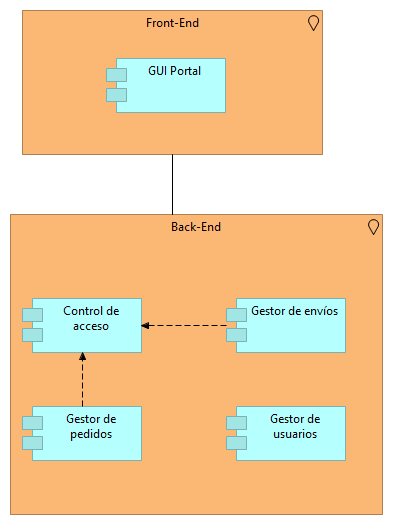 Front-End
GUI Portal
Back-End
Control de
acceso
Gestor de envíos
Gestor de
pedidos
Gestor de
usuarios